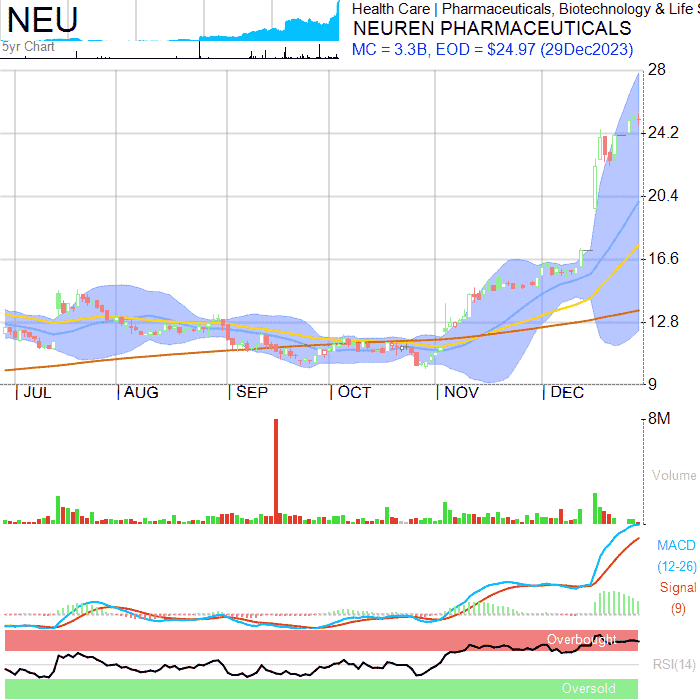 NEU
5yr Chart
Health Care | Pharmaceuticals, Biotechnology & Life S
NEUREN PHARMACEUTICALS
MC = 3.3B, EOD = $24.97 (29Dec2023)
28
24.2
20.4
16.6
12.8
9
JUL AUG SEP OCT NOV DEC
8M
Volume
MACD
(12-26)
Signal
(9)
Overbought
RSI(14)
Oversold